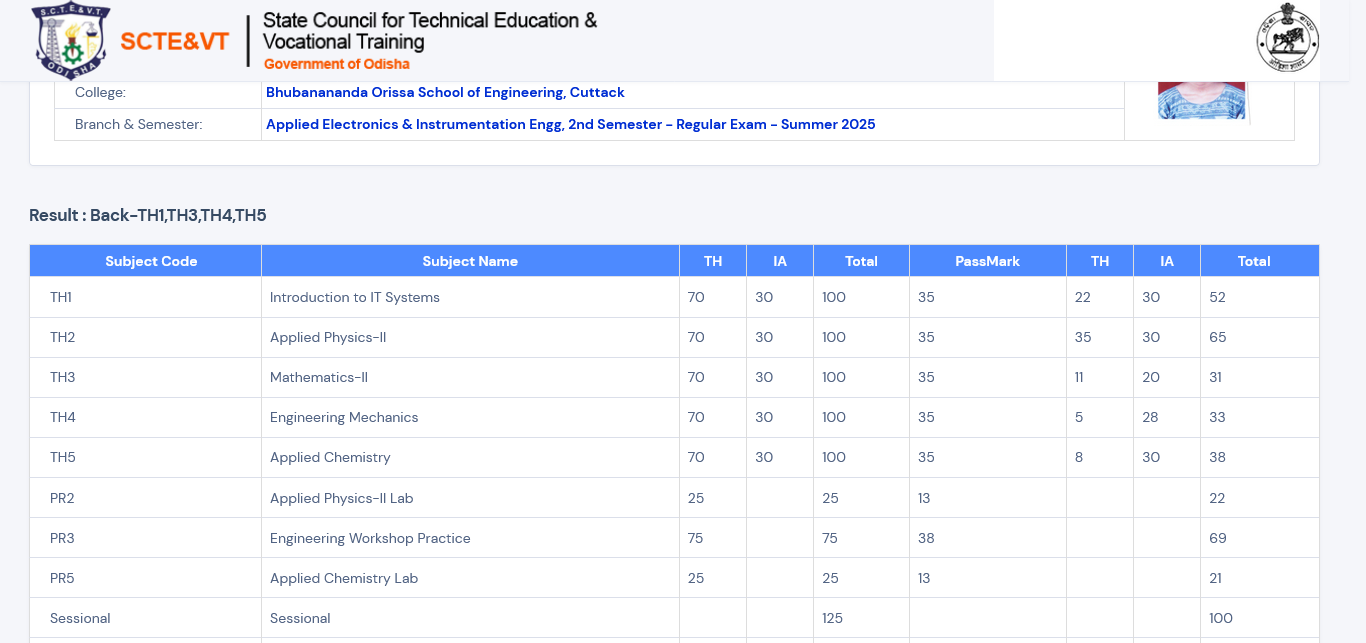 S.C.T.E.&V.T.
ODISHA
SCTE&VT
State Council for Technical Education &
Vocational Training
Government of Odisha
College: Bhubanananda Orissa School of Engineering, Cuttack
Branch & Semester: Applied Electronics & Instrumentation Engg, 2nd Semester - Regular Exam - Summer 2025
Result : Back-TH1,TH3,TH4,TH5
Subject Code Subject Name TH IA Total PassMark TH IA Total
TH1 Introduction to IT Systems 70 30 100 35 22 30 52
TH2 Applied Physics-II 70 30 100 35 35 30 65
TH3 Mathematics-II 70 30 100 35 11 20 31
TH4 Engineering Mechanics 70 30 100 35 5 28 33
TH5 Applied Chemistry 70 30 100 35 8 30 38
PR2 Applied Physics-II Lab 25 25 13 22
PR3 Engineering Workshop Practice 75 75 38 69
PR5 Applied Chemistry Lab 25 25 13 21
Sessional Sessional 125 100